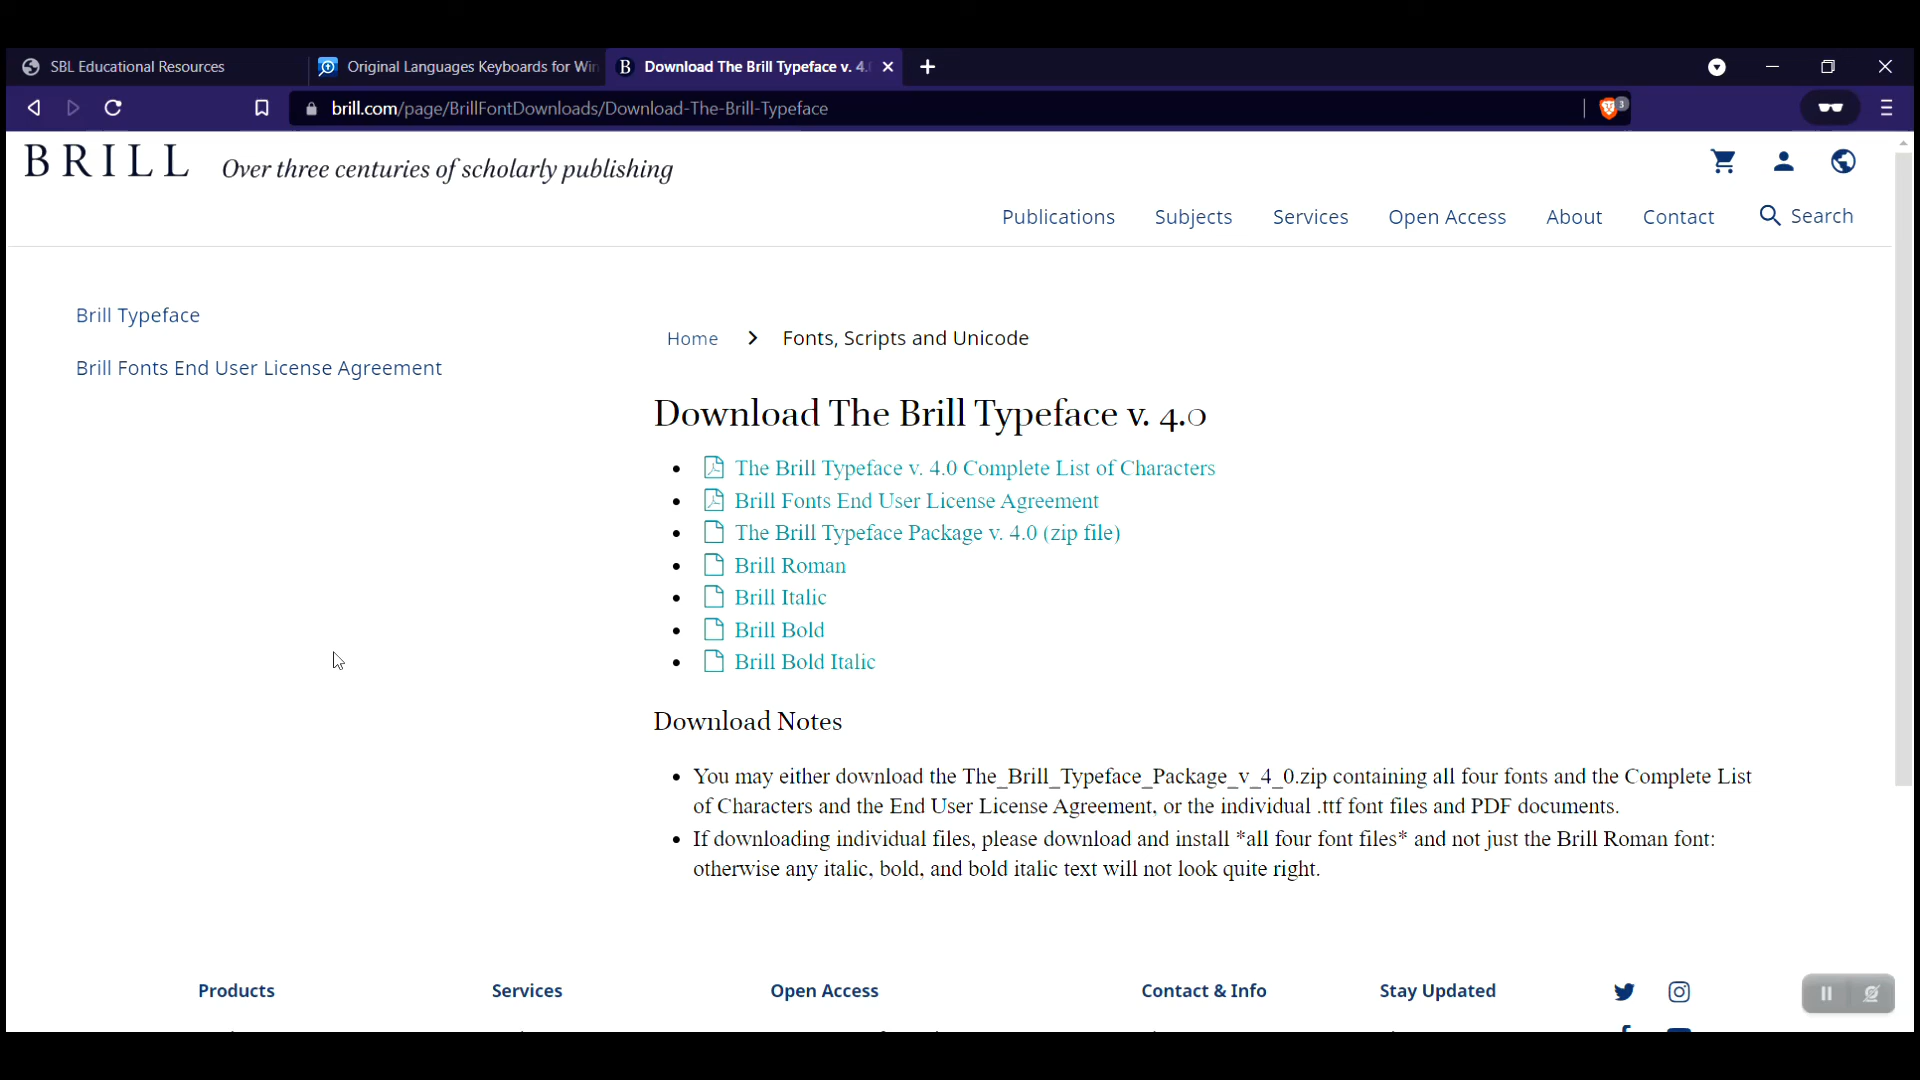 SBL Educational Resources
Original Languages Keyboards for Win
Download The Brill Typeface v. 4.
brill.com/page/BrillFontDownloads/Download-The-Brill-Typeface
3
BRILL
Over three centuries of scholarly publishing
Publications
Subjects
Services
Open Access
About
Contact
Search
Brill Typeface
Brill Fonts End User License Agreement
Home
Fonts, Scripts and Unicode
Download The Brill Typeface v. 4.0
The Brill Typeface v. 4.0 Complete List of Characters
Brill Fonts End User License Agreement
The Brill Typeface Package v. 4.0 (zip file)
Brill Roman
Brill Italic
Brill Bold
Brill Bold Italic
Download Notes
You may either download the The_Brill_Typeface_Package_v_4_0.zip containing all four fonts and the Complete List
of Characters and the End User License Agreement, or the individual .ttf font files and PDF documents.
If downloading individual files, please download and install *all four font files* and not just the Brill Roman font:
otherwise any italic, bold, and bold italic text will not look quite right.
Products
Services
Open Access
Contact & Info
Stay Updated